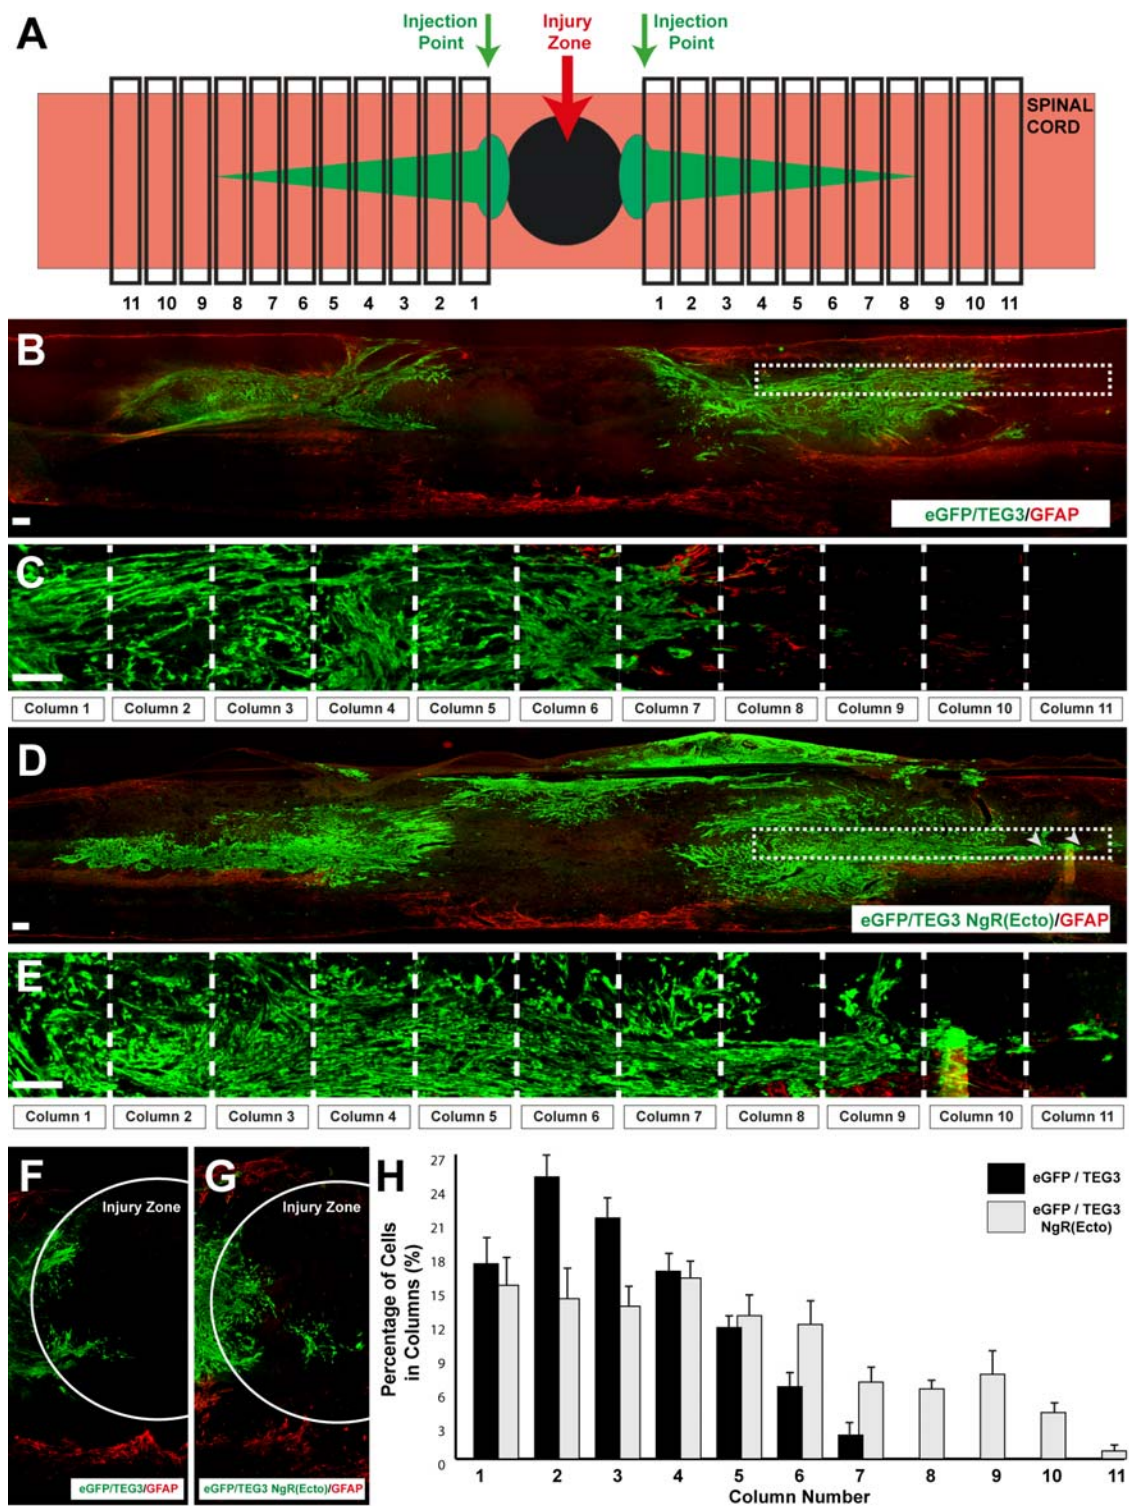 A
Injection
Point
Injury
Zone
Injection
Point
SPINAL
CORD
11 10 9 8 7 6 5 4 3 2 1 1 2 3 4 5 6 7 8 9 10 11
B
eGFP/TEG3/GFAP
C
Column 1 Column 2 Column 3 Column 4 Column 5 Column 6 Column 7 Column 8 Column 9 Column 10 Column 11
D
eGFP/TEG3 NgR(Ecto)/GFAP
E
Column 1 Column 2 Column 3 Column 4 Column 5 Column 6 Column 7 Column 8 Column 9 Column 10 Column 11
F
Injury Zone
eGFP/TEG3/GFAP
G
Injury Zone
eGFP/TEG3 NgR(Ecto)/GFAP
H
Percentage of Cells
in Columns (%)
27
24
21
18
15
12
9
6
3
0
eGFP / TEG3
eGFP / TEG3
NgR(Ecto)
1 2 3 4 5 6 7 8 9 10 11
Column Number